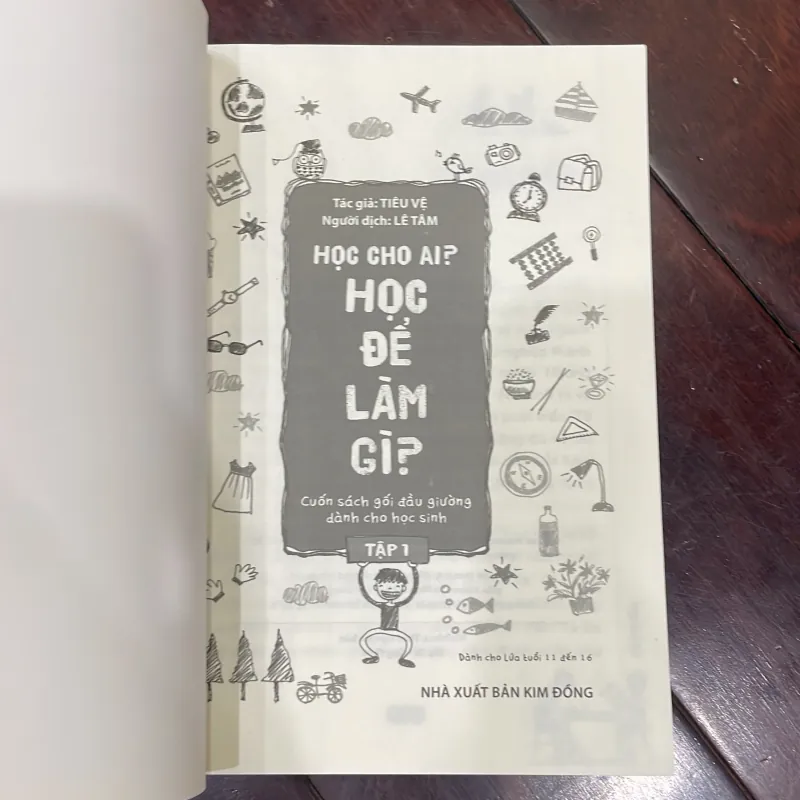 Tác giả: TIÊU VỆ
Người dịch: LÊ TÂM
HỌC CHO AI?
HỌC
ĐỂ
LÀM
GÌ?
Cuốn sách gối đầu giường
dành cho học sinh
TẬP 1
Dành cho lứa tuổi 11 đến 16
NHÀ XUẤT BẢN KIM ĐỒNG